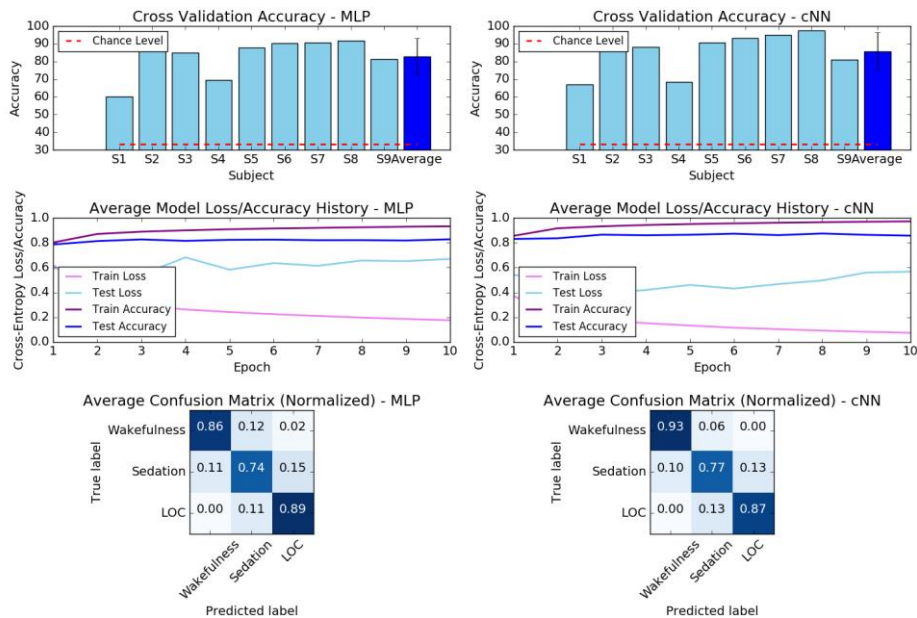 Cross Validation Accuracy - MLP
100
90
80
70
60
50
40
30
Accuracy
Chance Level
S1 S2 S3 S4 S5 S6 S7 S8 S9 Average
Subject
Cross Validation Accuracy - cNN
100
90
80
70
60
50
40
30
Accuracy
Chance Level
S1 S2 S3 S4 S5 S6 S7 S8 S9 Average
Subject
Average Model Loss/Accuracy History - MLP
1.0
0.8
0.6
0.4
0.2
0.0
Cross-Entropy Loss/Accuracy
Train Loss
Test Loss
Train Accuracy
Test Accuracy
1 2 3 4 5 6 7 8 9 10
Epoch
Average Model Loss/Accuracy History - cNN
1.0
0.8
0.6
0.4
0.2
0.0
Cross-Entropy Loss/Accuracy
Train Loss
Test Loss
Train Accuracy
Test Accuracy
1 2 3 4 5 6 7 8 9 10
Epoch
Average Confusion Matrix (Normalized) - MLP
True label
Wakefulness 0.86 0.12 0.02
Sedation 0.11 0.74 0.15
LOC 0.00 0.11 0.89
Wakefulness Sedation LOC
Predicted label
Average Confusion Matrix (Normalized) - cNN
True label
Wakefulness 0.93 0.06 0.00
Sedation 0.10 0.77 0.13
LOC 0.00 0.13 0.87
Wakefulness Sedation LOC
Predicted label